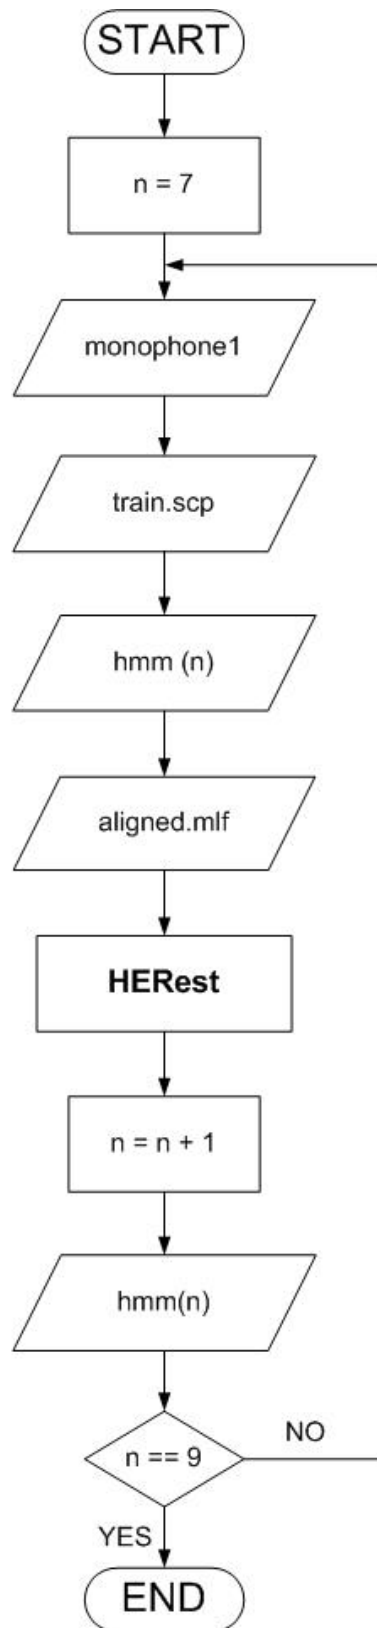 START
n = 7
monophone1
train.scp
hmm (n)
aligned.mlf
HERest
n = n + 1
hmm(n)
n == 9
NO
YES
END